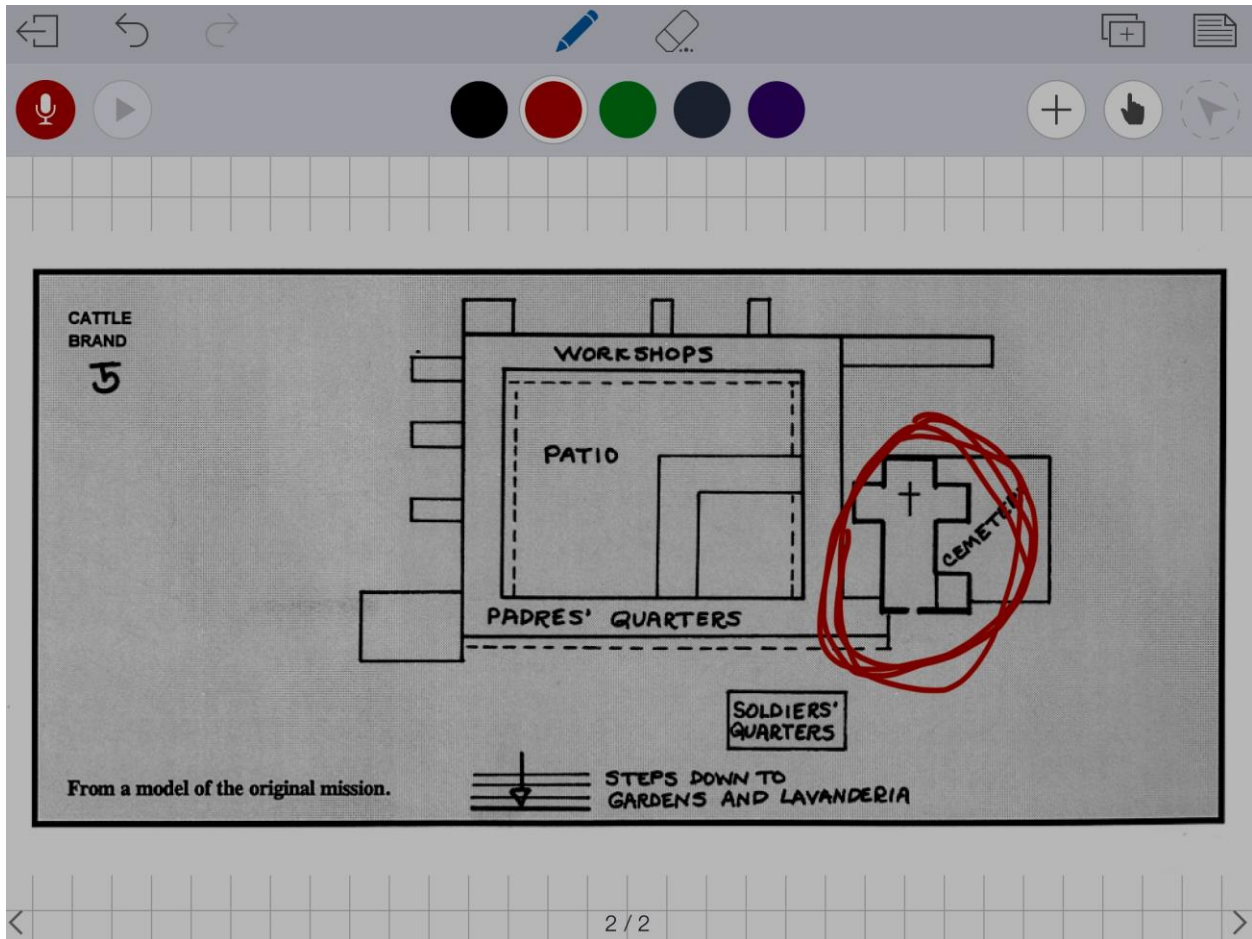 CATTLE
BRAND
WORKSHOPS
PATIO
CEMETERY
PADRES' QUARTERS
SOLDIERS'
QUARTERS
From a model of the original mission.
STEPS DOWN TO
GARDENS AND LAVANDERIA
2 / 2